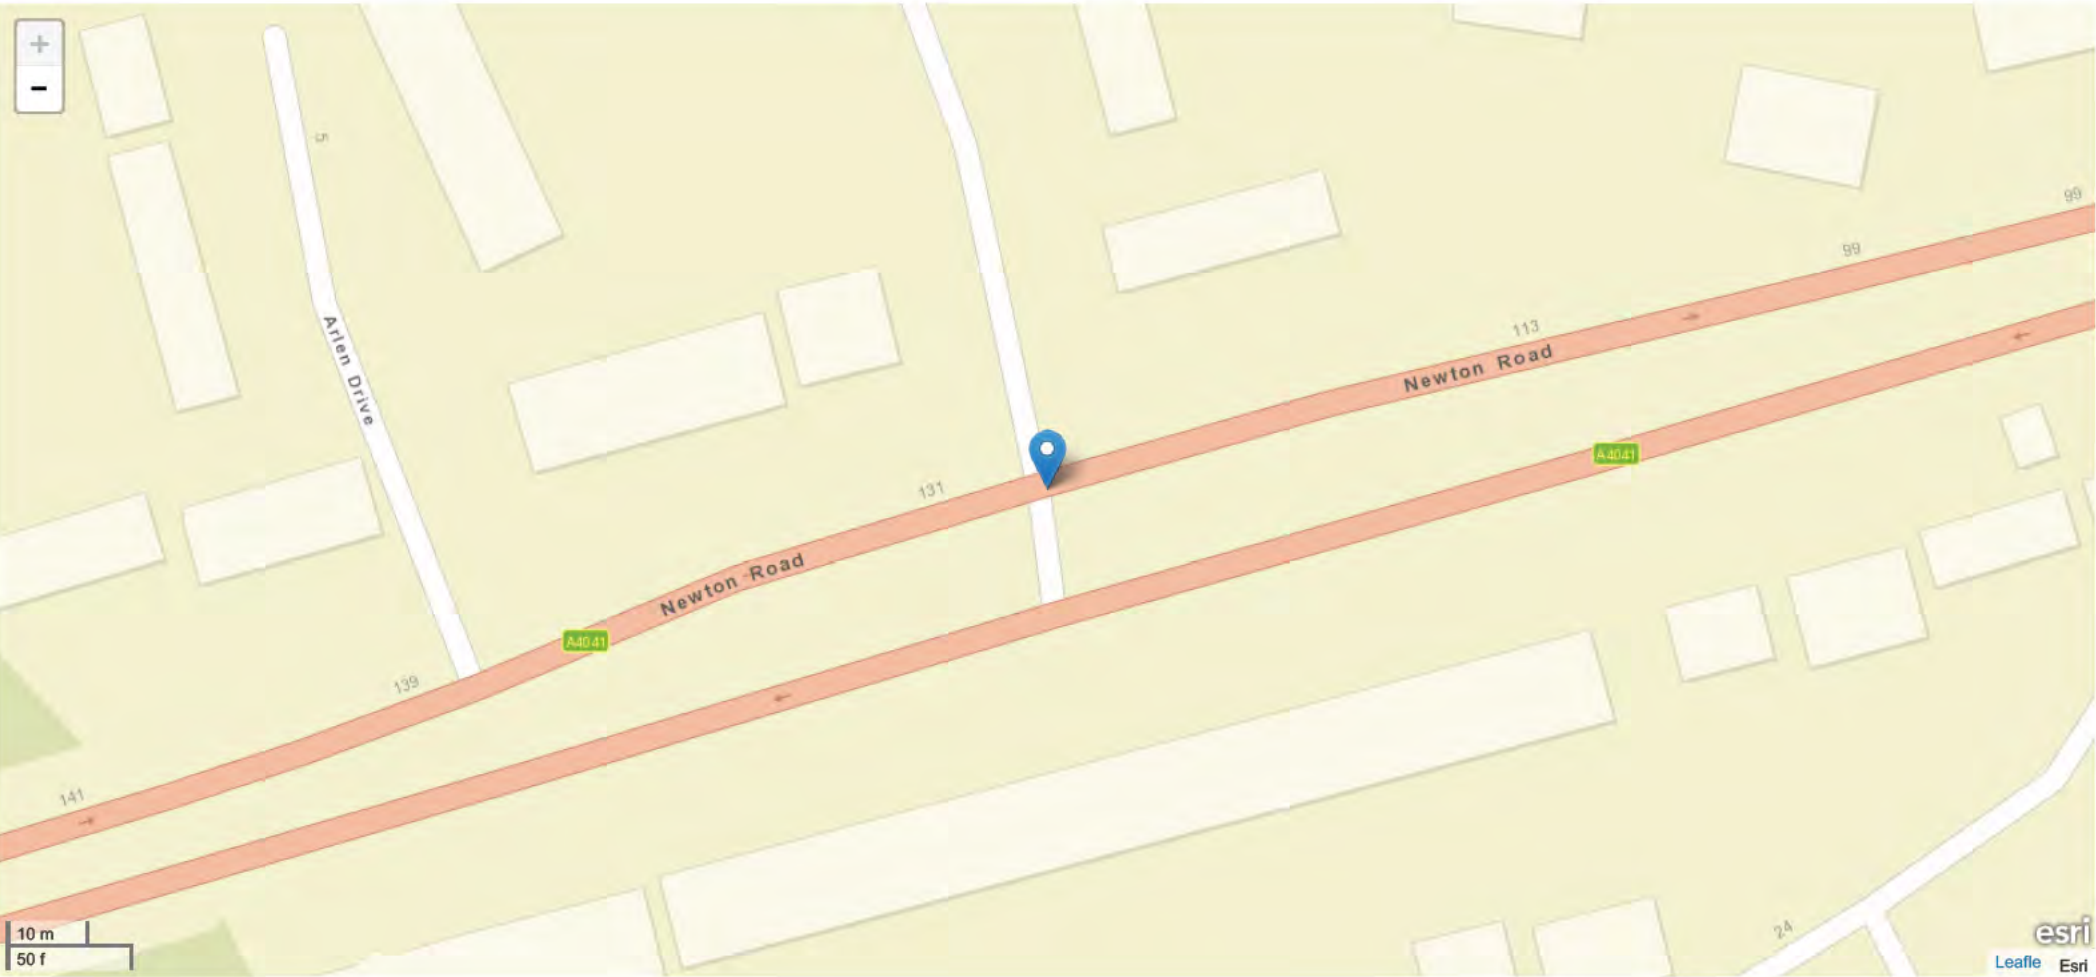 +
5
99
99
Arlen Drive
113
Newton Road
A4041
131
Newton Road
A4041
139
141
-
10 m
50 f
24
esri
Leafle Esri